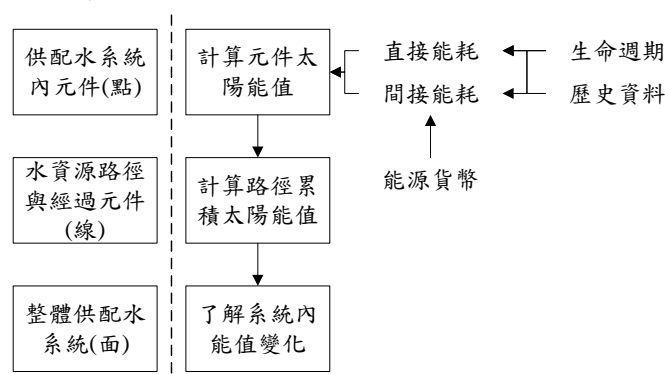 供配水系統
內元件(點)
計算元件太
陽能值
直接能耗
生命週期
間接能耗
歷史資料
能源貨幣
水資源路徑
與經過元件
(線)
計算路徑累
積太陽能值
整體供配水
系統(面)
了解系統內
能值變化